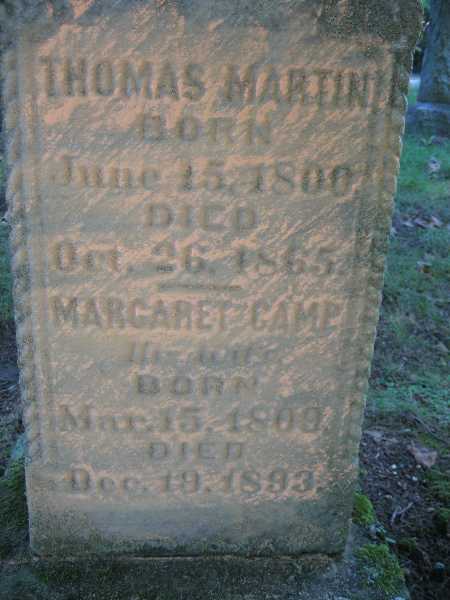 THOMAS MARTIN
BORN
June 15, 1800
DIED
Oct. 26, 1865.
MARGARET CAMP
His wife
BORN
Mar. 15, 1809
DIED
Dec. 19, 1893.